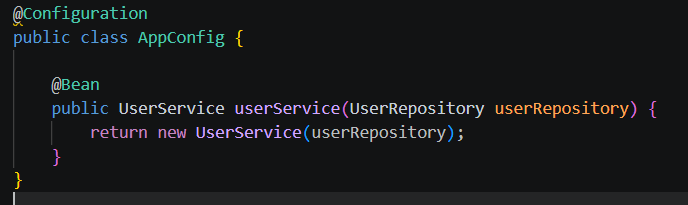 @Configuration
public class AppConfig {
@Bean
public UserService userService(UserRepository userRepository) {
return new UserService(userRepository);
}
}